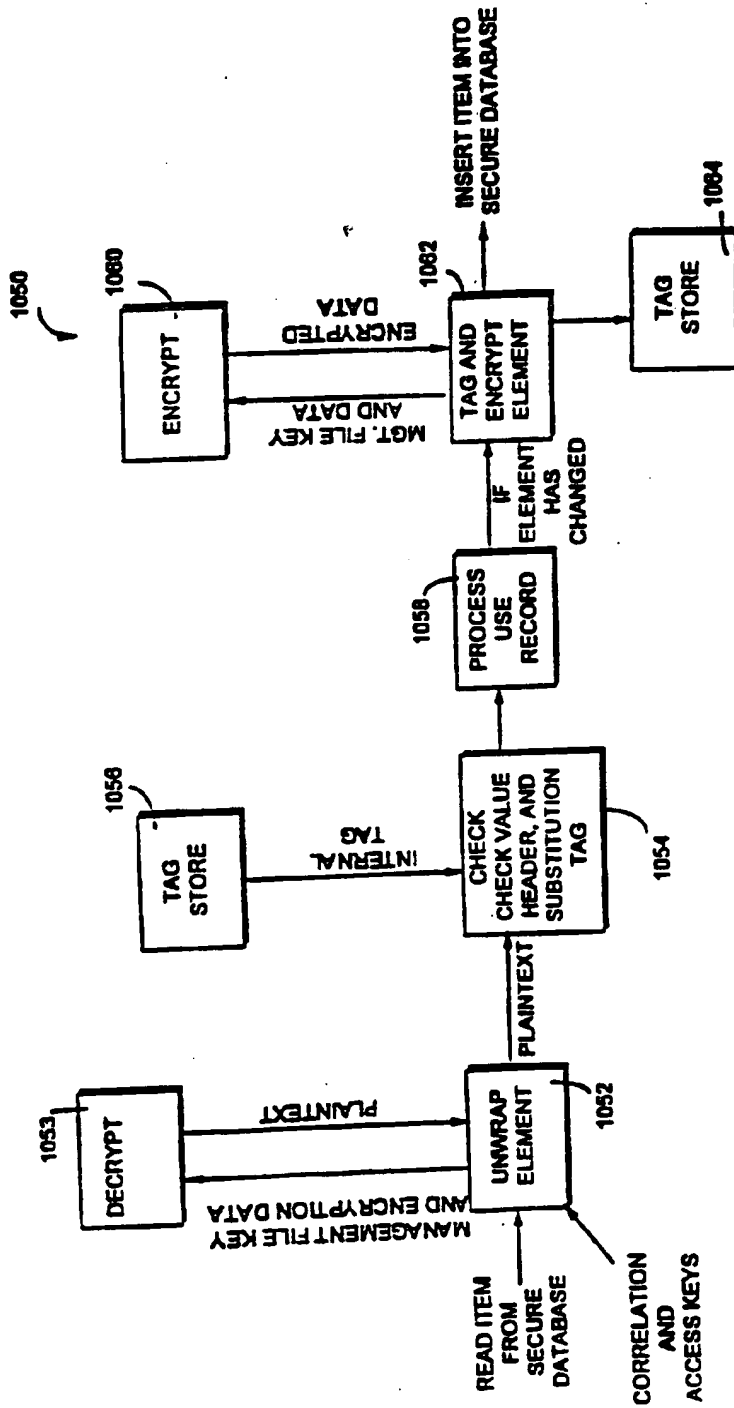 1050
1053
DECRYPT
MANAGEMENT FILE KEY
AND ENCRYPTION DATA
PLAINTEXT
READ ITEM
FROM
SECURE
DATABASE
UNWRAP
ELEMENT
1052
CORRELATION
AND
ACCESS KEYS
PLAINTEXT
1056
TAG
STORE
INTERNAL
TAG
CHECK
CHECK VALUE
HEADER, AND
SUBSTITUTION
TAG
1054
1058
PROCESS
USE
RECORD
IF
ELEMENT
HAS
CHANGED
1060
ENCRYPT
MGT. FILE KEY
AND DATA
ENCRYPTED
DATA
1062
TAG AND
ENCRYPT
ELEMENT
INSERT ITEM INTO
SECURE DATABASE
TAG
STORE
1064